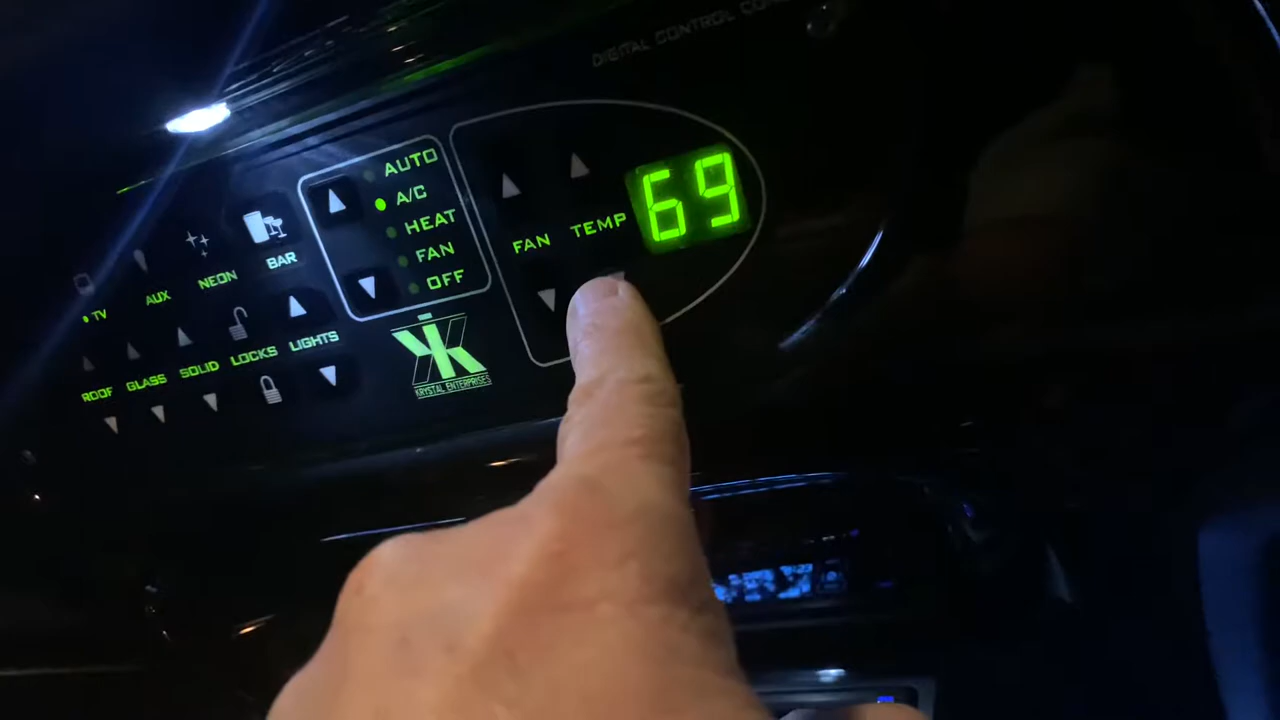 DIGITAL CONTROL
AUTO
A/C
HEAT
FAN
OFF
FAN
TEMP
69
TV
AUX
NEON
BAR
ROOF
GLASS
SOLID
LOCKS
LIGHTS
KRYSTAL ENTERPRISES